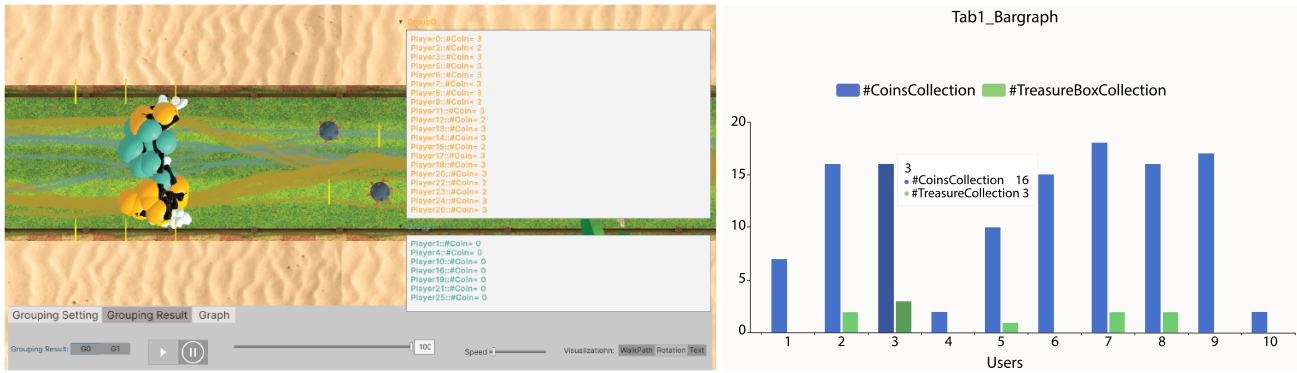 Group0
Player0::#Coin= 3
Player2::#Coin= 2
Player3::#Coin= 3
Player5::#Coin= 3
Player6::#Coin= 3
Player7::#Coin= 3
Player8::#Coin= 3
Player9::#Coin= 2
Player11::#Coin= 3
Player12::#Coin= 2
Player13::#Coin= 3
Player14::#Coin= 3
Player15::#Coin= 2
Player17::#Coin= 3
Player18::#Coin= 3
Player20::#Coin= 3
Player22::#Coin= 2
Player23::#Coin= 2
Player24::#Coin= 3
Player26::#Coin= 3
Player1::#Coin= 0
Player4::#Coin= 0
Player10::#Coin= 0
Player16::#Coin= 0
Player19::#Coin= 0
Player21::#Coin= 0
Player25::#Coin= 0
Grouping Setting Grouping Result Graph
Grouping Result: G0 G1
Speed
Visualizatiohn: WalkPath Rotation Text
Tab1_Bargraph
#CoinsCollection #TreasureBoxCollection
20
15
10
5
0
3
#CoinsCollection 16
#TreasureCollection 3
1 2 3 4 5 6 7 8 9 10
Users